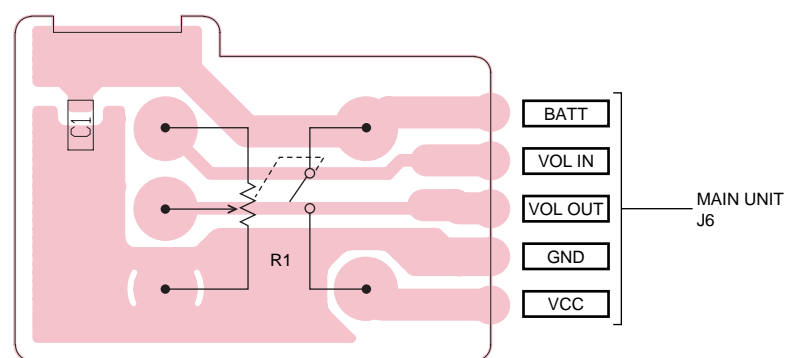 C1
R1
BATT
VOL IN
VOL OUT
GND
VCC
MAIN UNIT
J6